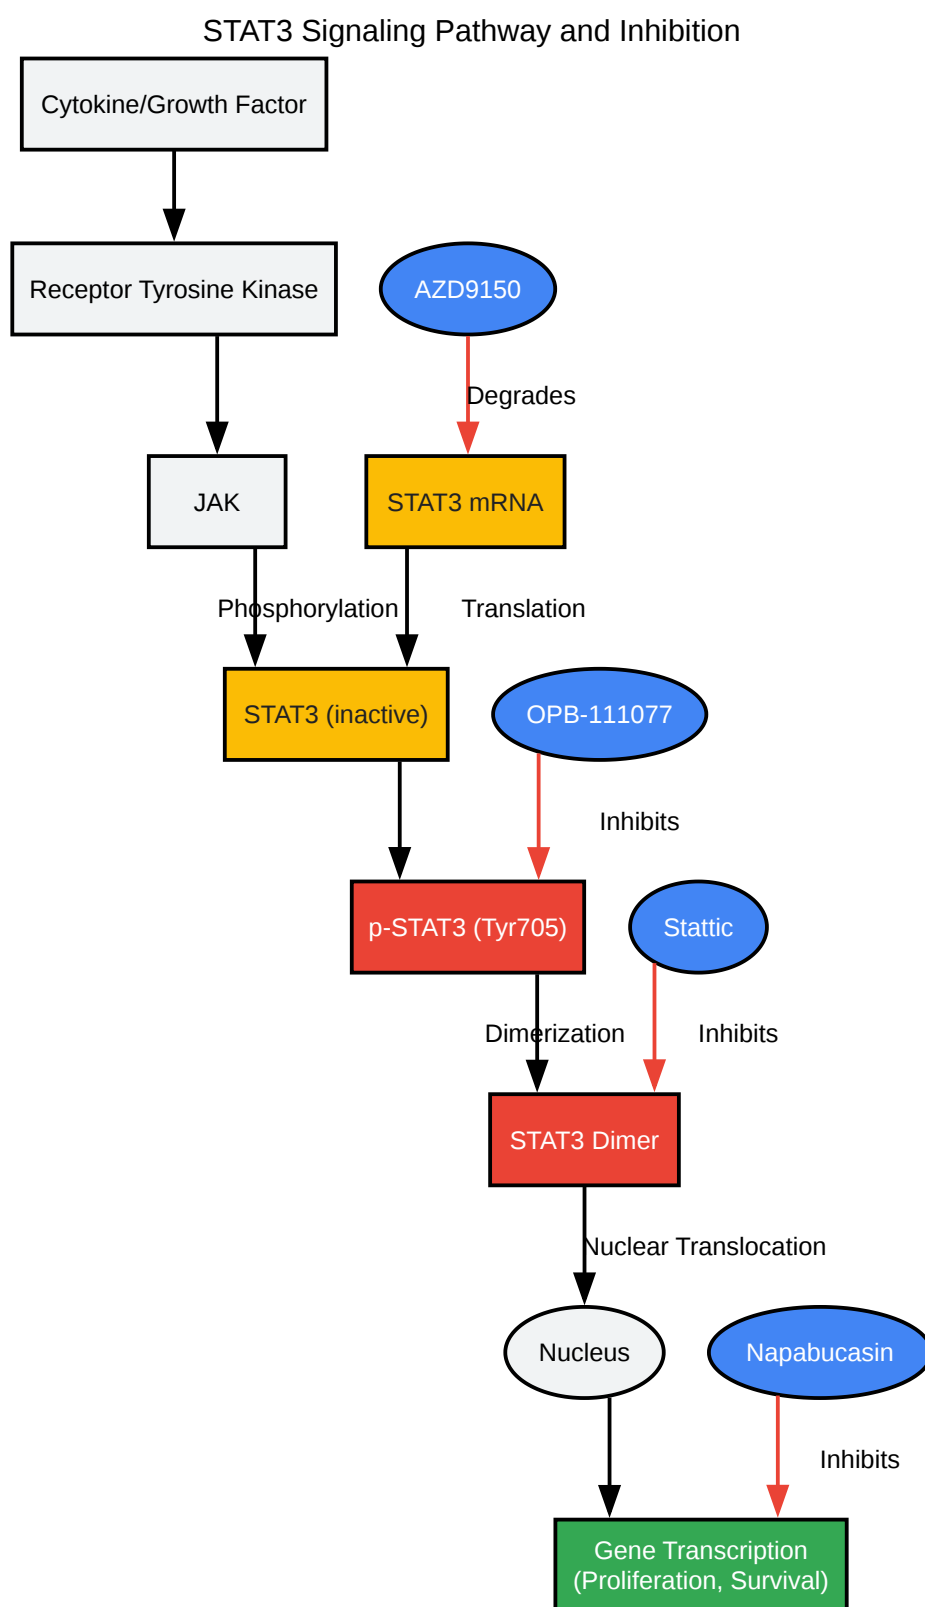 STAT3 Signaling Pathway and Inhibition
Cytokine/Growth Factor
Receptor Tyrosine Kinase
AZD9150
Degrades
JAK
STAT3 mRNA
Phosphorylation
Translation
STAT3 (inactive)
OPB-111077
Inhibits
p-STAT3 (Tyr705)
Stattic
Dimerization
Inhibits
STAT3 Dimer
Nuclear Translocation
Nucleus
Napabucasin
Inhibits
Gene Transcription
(Proliferation, Survival)